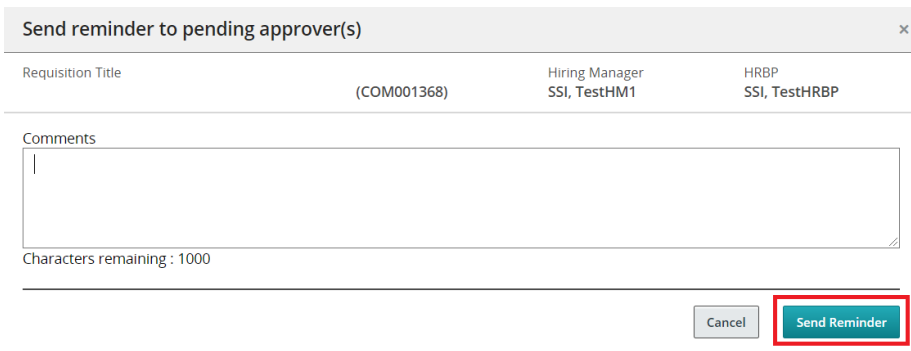 Send reminder to pending approver(s)
×
Requisition Title
Hiring Manager
HRBP
(COM001368)
SSI, TestHM1
SSI, TestHRBP
Comments
Characters remaining : 1000
Cancel
Send Reminder